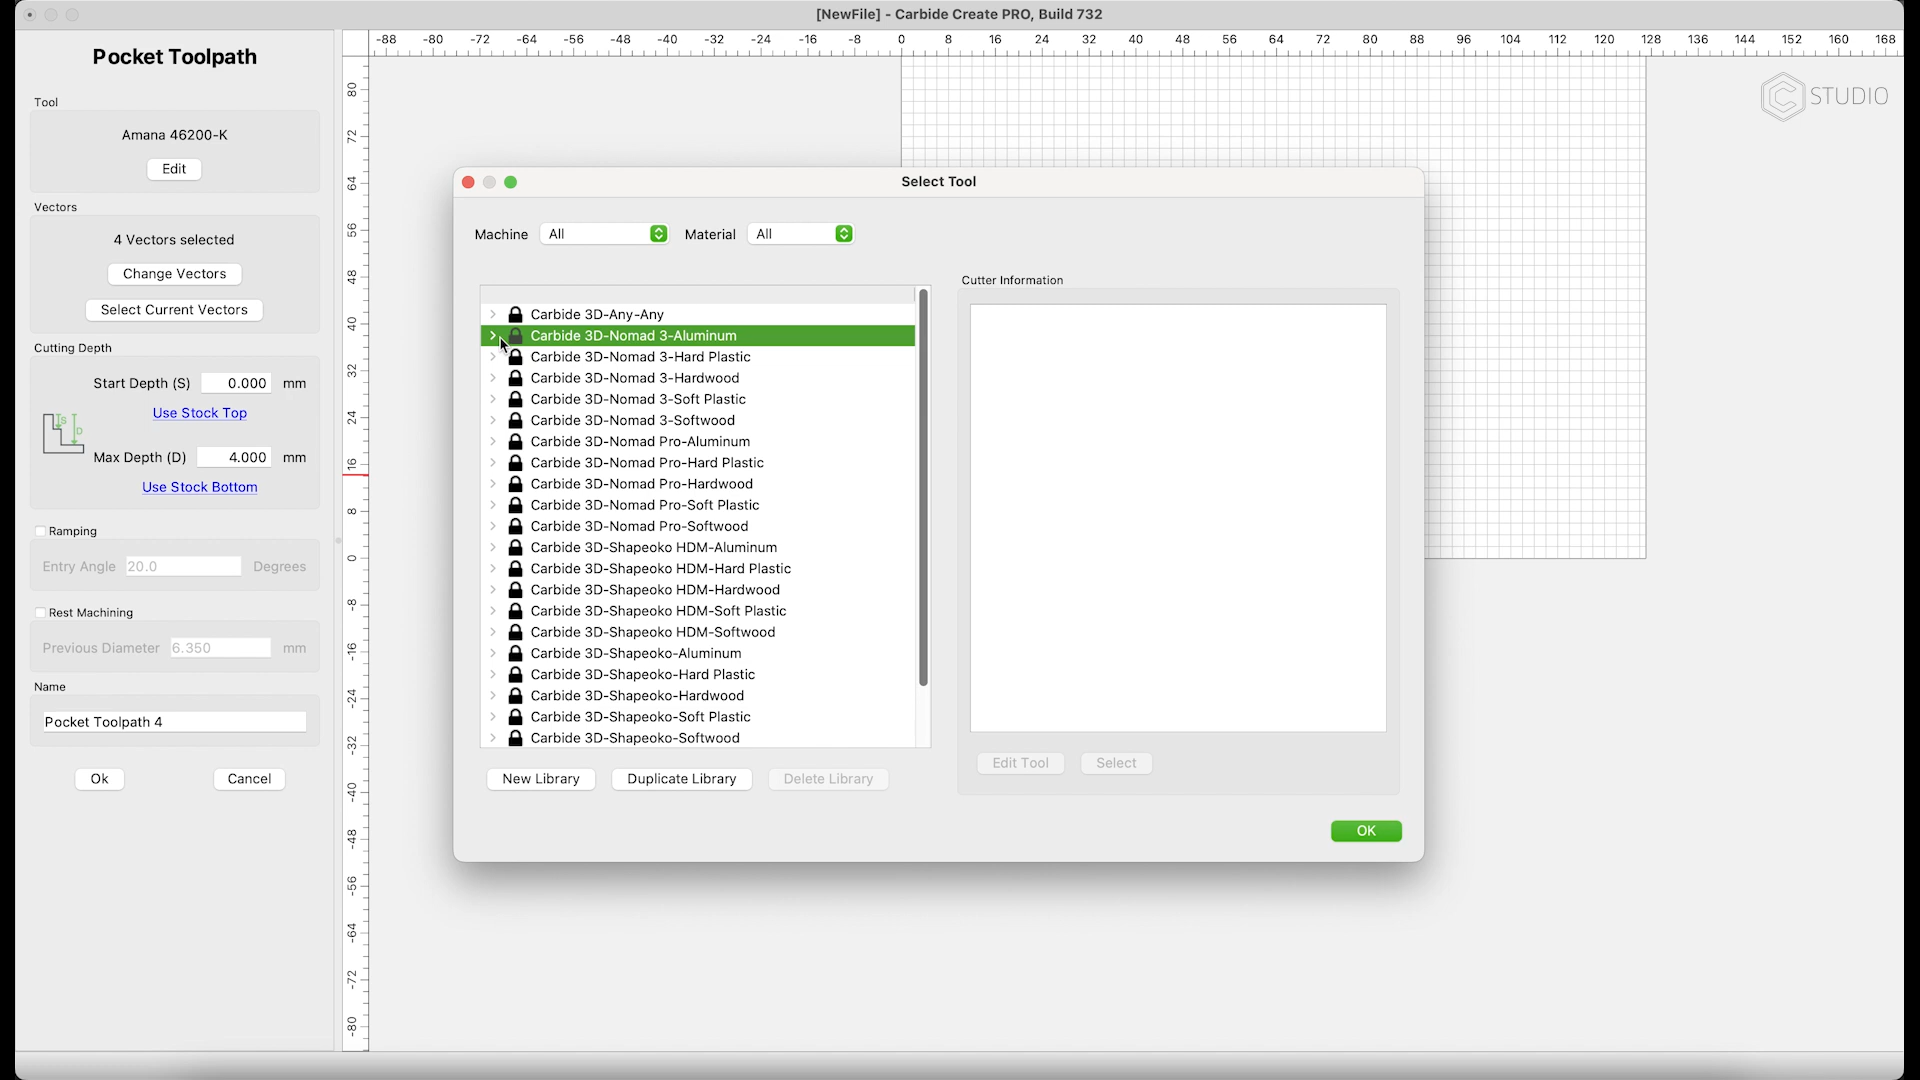 [NewFile] - Carbide Create PRO, Build 732
Pocket Toolpath
Tool
Amana 46200-K
Edit
Vectors
4 Vectors selected
Change Vectors
Select Current Vectors
Cutting Depth
Start Depth (S) 0.000 mm
Use Stock Top
S
D
Max Depth (D) 4.000 mm
Use Stock Bottom
Ramping
Entry Angle 20.0 Degrees
Rest Machining
Previous Diameter 6.350 mm
Name
Pocket Toolpath 4
Ok Cancel
-88 -80 -72 -64 -56 -48 -40 -32 -24 -16 -8 0 8 16 24 32 40 48 56 64 72 80 88 96 104 112 120 128 136 144 152 160 168
80
72
64
56
48
40
32
24
16
8
0
-8
-16
-24
-32
-40
-48
-56
-64
-72
-80
C STUDIO
Select Tool
Machine All Material All
Carbide 3D-Any-Any
Carbide 3D-Nomad 3-Aluminum
Carbide 3D-Nomad 3-Hard Plastic
Carbide 3D-Nomad 3-Hardwood
Carbide 3D-Nomad 3-Soft Plastic
Carbide 3D-Nomad 3-Softwood
Carbide 3D-Nomad Pro-Aluminum
Carbide 3D-Nomad Pro-Hard Plastic
Carbide 3D-Nomad Pro-Hardwood
Carbide 3D-Nomad Pro-Soft Plastic
Carbide 3D-Nomad Pro-Softwood
Carbide 3D-Shapeoko HDM-Aluminum
Carbide 3D-Shapeoko HDM-Hard Plastic
Carbide 3D-Shapeoko HDM-Hardwood
Carbide 3D-Shapeoko HDM-Soft Plastic
Carbide 3D-Shapeoko HDM-Softwood
Carbide 3D-Shapeoko-Aluminum
Carbide 3D-Shapeoko-Hard Plastic
Carbide 3D-Shapeoko-Hardwood
Carbide 3D-Shapeoko-Soft Plastic
Carbide 3D-Shapeoko-Softwood
New Library Duplicate Library Delete Library
Cutter Information
Edit Tool Select
OK